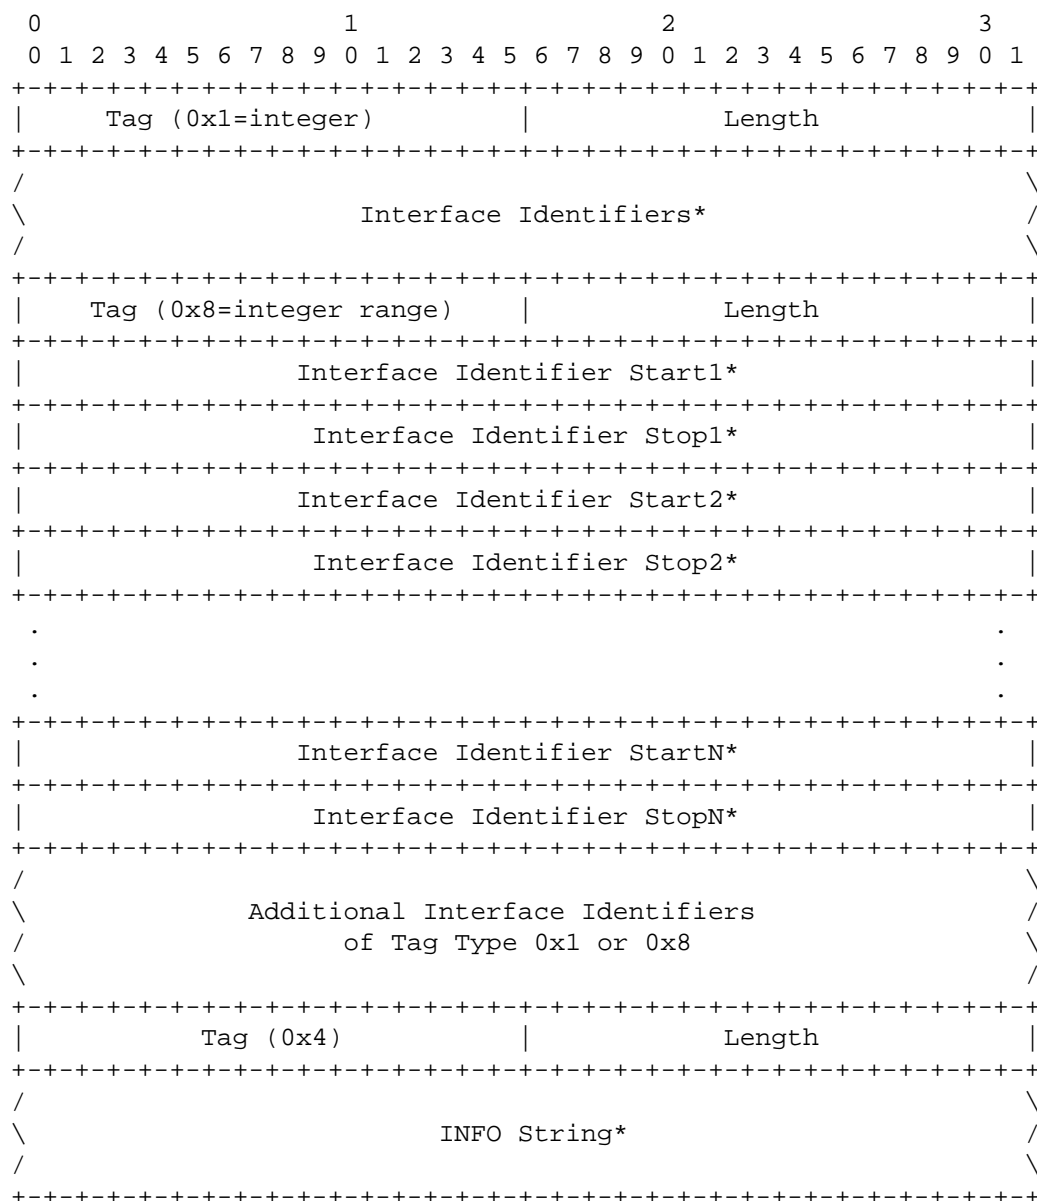 0                   1                   2                   3
 0 1 2 3 4 5 6 7 8 9 0 1 2 3 4 5 6 7 8 9 0 1 2 3 4 5 6 7 8 9 0 1
+-+-+-+-+-+-+-+-+-+-+-+-+-+-+-+-+-+-+-+-+-+-+-+-+-+-+-+-+-+-+-+-+
|     Tag (0x1=integer)         |            Length             |
+-+-+-+-+-+-+-+-+-+-+-+-+-+-+-+-+-+-+-+-+-+-+-+-+-+-+-+-+-+-+-+-+
/                                                               \
\                     Interface Identifiers*                    /
/                                                               \
+-+-+-+-+-+-+-+-+-+-+-+-+-+-+-+-+-+-+-+-+-+-+-+-+-+-+-+-+-+-+-+-+
|    Tag (0x8=integer range)    |            Length             |
+-+-+-+-+-+-+-+-+-+-+-+-+-+-+-+-+-+-+-+-+-+-+-+-+-+-+-+-+-+-+-+-+
|                 Interface Identifier Start1*                  |
+-+-+-+-+-+-+-+-+-+-+-+-+-+-+-+-+-+-+-+-+-+-+-+-+-+-+-+-+-+-+-+-+
|                  Interface Identifier Stop1*                  |
+-+-+-+-+-+-+-+-+-+-+-+-+-+-+-+-+-+-+-+-+-+-+-+-+-+-+-+-+-+-+-+-+
|                 Interface Identifier Start2*                  |
+-+-+-+-+-+-+-+-+-+-+-+-+-+-+-+-+-+-+-+-+-+-+-+-+-+-+-+-+-+-+-+-+
|                  Interface Identifier Stop2*                  |
+-+-+-+-+-+-+-+-+-+-+-+-+-+-+-+-+-+-+-+-+-+-+-+-+-+-+-+-+-+-+-+-+
 .                                                             .
 .                                                             .
 .                                                             .
+-+-+-+-+-+-+-+-+-+-+-+-+-+-+-+-+-+-+-+-+-+-+-+-+-+-+-+-+-+-+-+-+
|                 Interface Identifier StartN*                  |
+-+-+-+-+-+-+-+-+-+-+-+-+-+-+-+-+-+-+-+-+-+-+-+-+-+-+-+-+-+-+-+-+
|                  Interface Identifier StopN*                  |
+-+-+-+-+-+-+-+-+-+-+-+-+-+-+-+-+-+-+-+-+-+-+-+-+-+-+-+-+-+-+-+-+
/                                                               \
\              Additional Interface Identifiers                 /
/                    of Tag Type 0x1 or 0x8                     \
\                                                               /
+-+-+-+-+-+-+-+-+-+-+-+-+-+-+-+-+-+-+-+-+-+-+-+-+-+-+-+-+-+-+-+-+
|           Tag (0x4)           |            Length             |
+-+-+-+-+-+-+-+-+-+-+-+-+-+-+-+-+-+-+-+-+-+-+-+-+-+-+-+-+-+-+-+-+
/                                                               \
\                          INFO String*                         /
/                                                               \
+-+-+-+-+-+-+-+-+-+-+-+-+-+-+-+-+-+-+-+-+-+-+-+-+-+-+-+-+-+-+-+-+